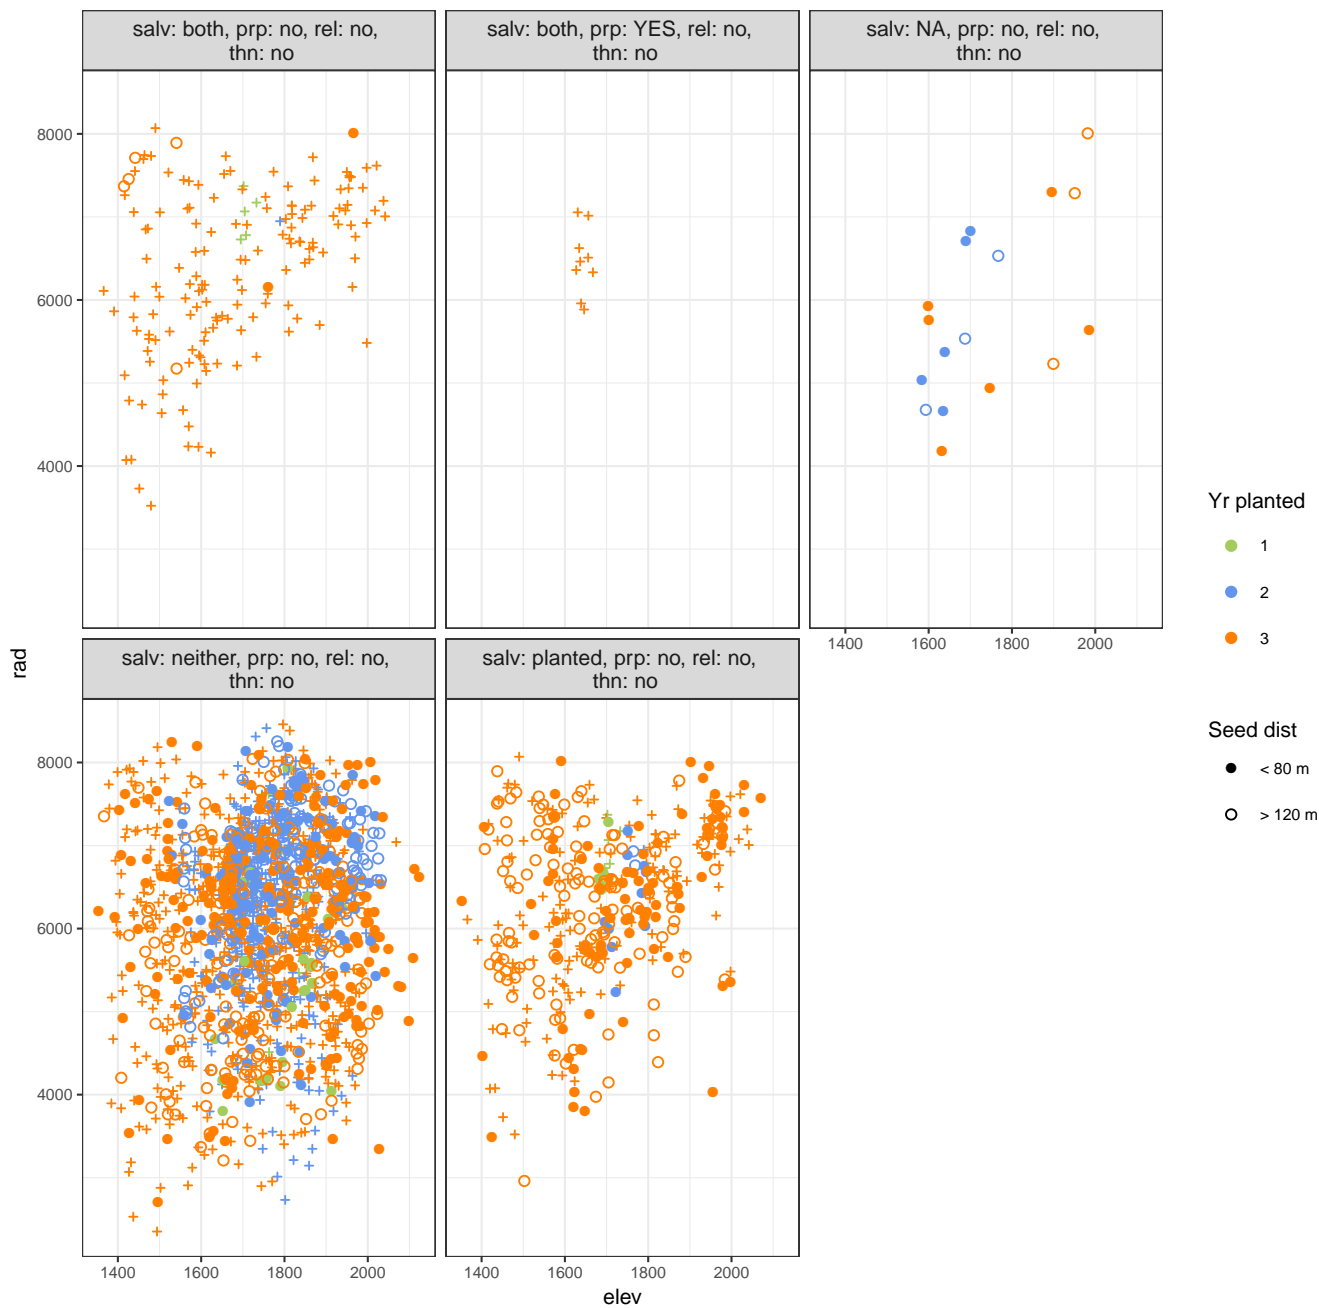 salv: both, prp: no, rel: no,
thn: no
salv: both, prp: YES, rel: no,
thn: no
salv: NA, prp: no, rel: no,
thn: no
8000
6000
4000
1400
1600
1800
2000
rad
salv: neither, prp: no, rel: no,
thn: no
salv: planted, prp: no, rel: no,
thn: no
8000
6000
4000
1400
1600
1800
2000
1400
1600
1800
2000
elev
Yr planted
1
2
3
Seed dist
< 80 m
> 120 m